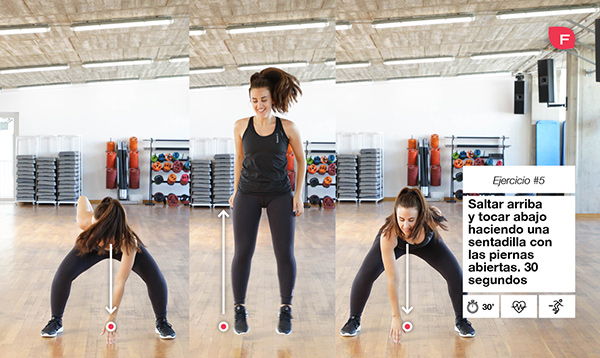 F
Ejercicio #5
Saltar arriba
y tocar abajo
haciendo una
sentadilla con
las piernas
abiertas. 30
segundos
30'